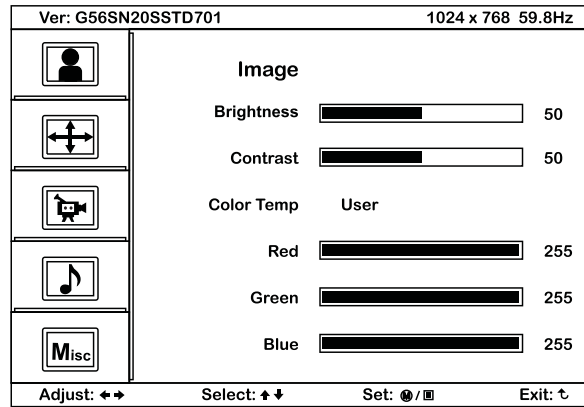 Ver: G56SN20SSTD701 1024 x 768 59.8Hz
Image
Brightness 50
Contrast 50
Color Temp User
Red 255
Green 255
Blue 255
Misc
Adjust: Select: Set: M / Exit: